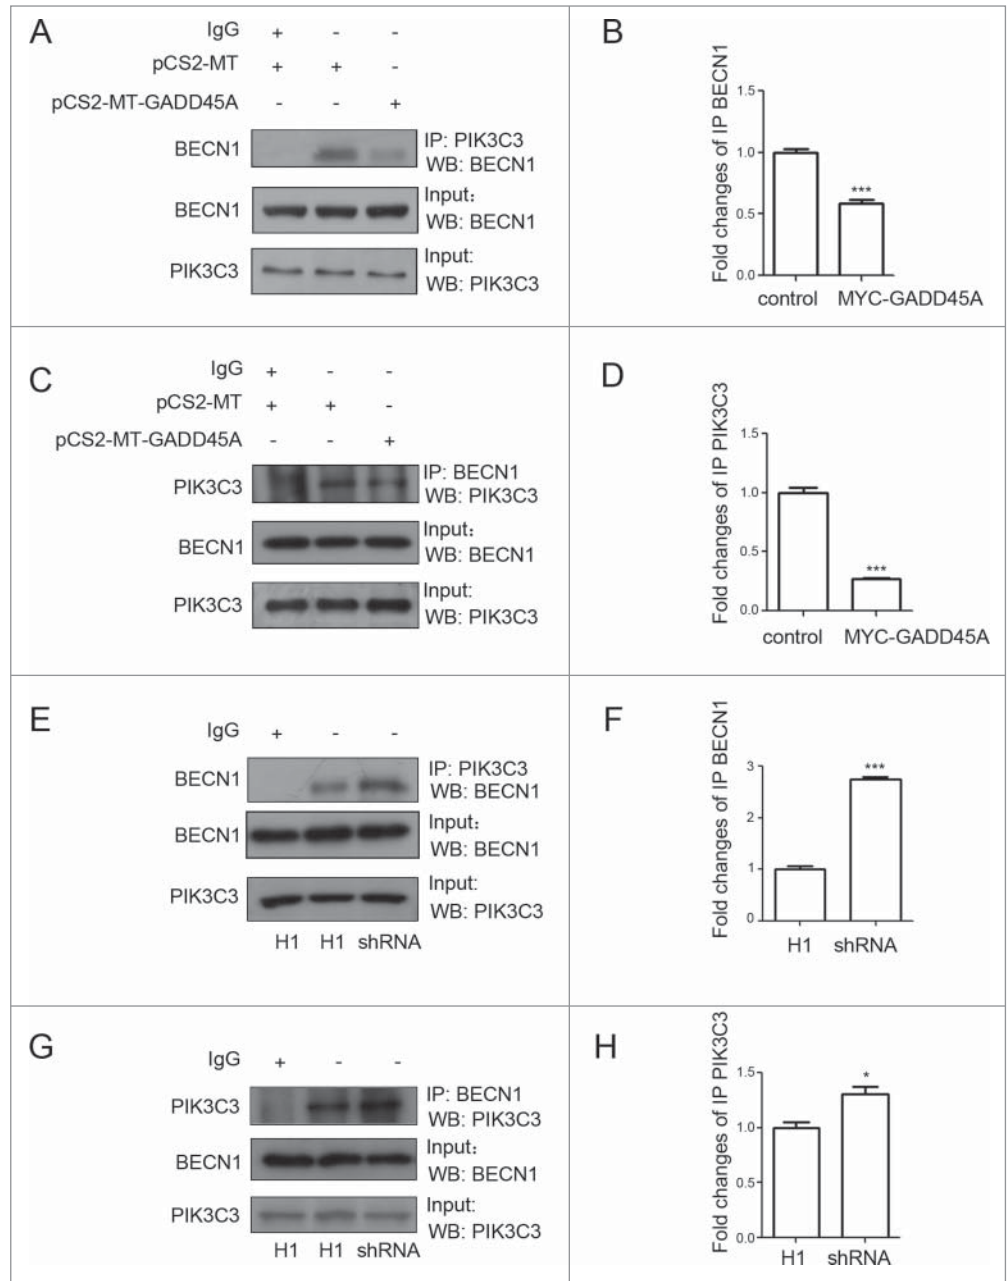 A
IgG + - -
pCS2-MT + + -
pCS2-MT-GADD45A - - +
BECN1 IP: PIK3C3
WB: BECN1
BECN1 Input:
WB: BECN1
PIK3C3 Input:
WB: PIK3C3
B
Fold changes of IP BECN1
1.5
1.0
0.5
0.0
***
control MYC-GADD45A
C
IgG + - -
pCS2-MT + + -
pCS2-MT-GADD45A - - +
PIK3C3 IP: BECN1
WB: PIK3C3
BECN1 Input:
WB: BECN1
PIK3C3 Input:
WB: PIK3C3
D
Fold changes of IP PIK3C3
1.5
1.0
0.5
0.0
***
control MYC-GADD45A
E
IgG + - -
BECN1 IP: PIK3C3
WB: BECN1
BECN1 Input:
WB: BECN1
PIK3C3 Input:
WB: PIK3C3
H1 H1 shRNA
F
Fold changes of IP BECN1
3
2
1
0
***
H1 shRNA
G
IgG + - -
PIK3C3 IP: BECN1
WB: PIK3C3
BECN1 Input:
WB: BECN1
PIK3C3 Input:
WB: PIK3C3
H1 H1 shRNA
H
Fold changes of IP PIK3C3
1.5
1.0
0.5
0.0
*
H1 shRNA